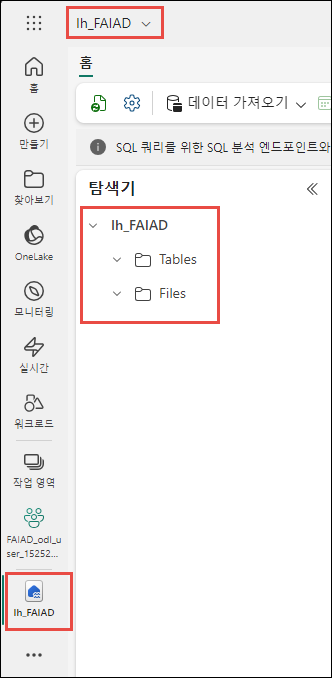 lh_FAIAD
홈
데이터 가져오기
SQL 쿼리를 위한 SQL 분석 엔드포인트와
탐색기
lh_FAIAD
Tables
Files
홈
만들기
찾아보기
OneLake
모니터링
실시간
워크로드
작업 영역
FAIAD_odl_u
ser_15252...
lh_FAIAD